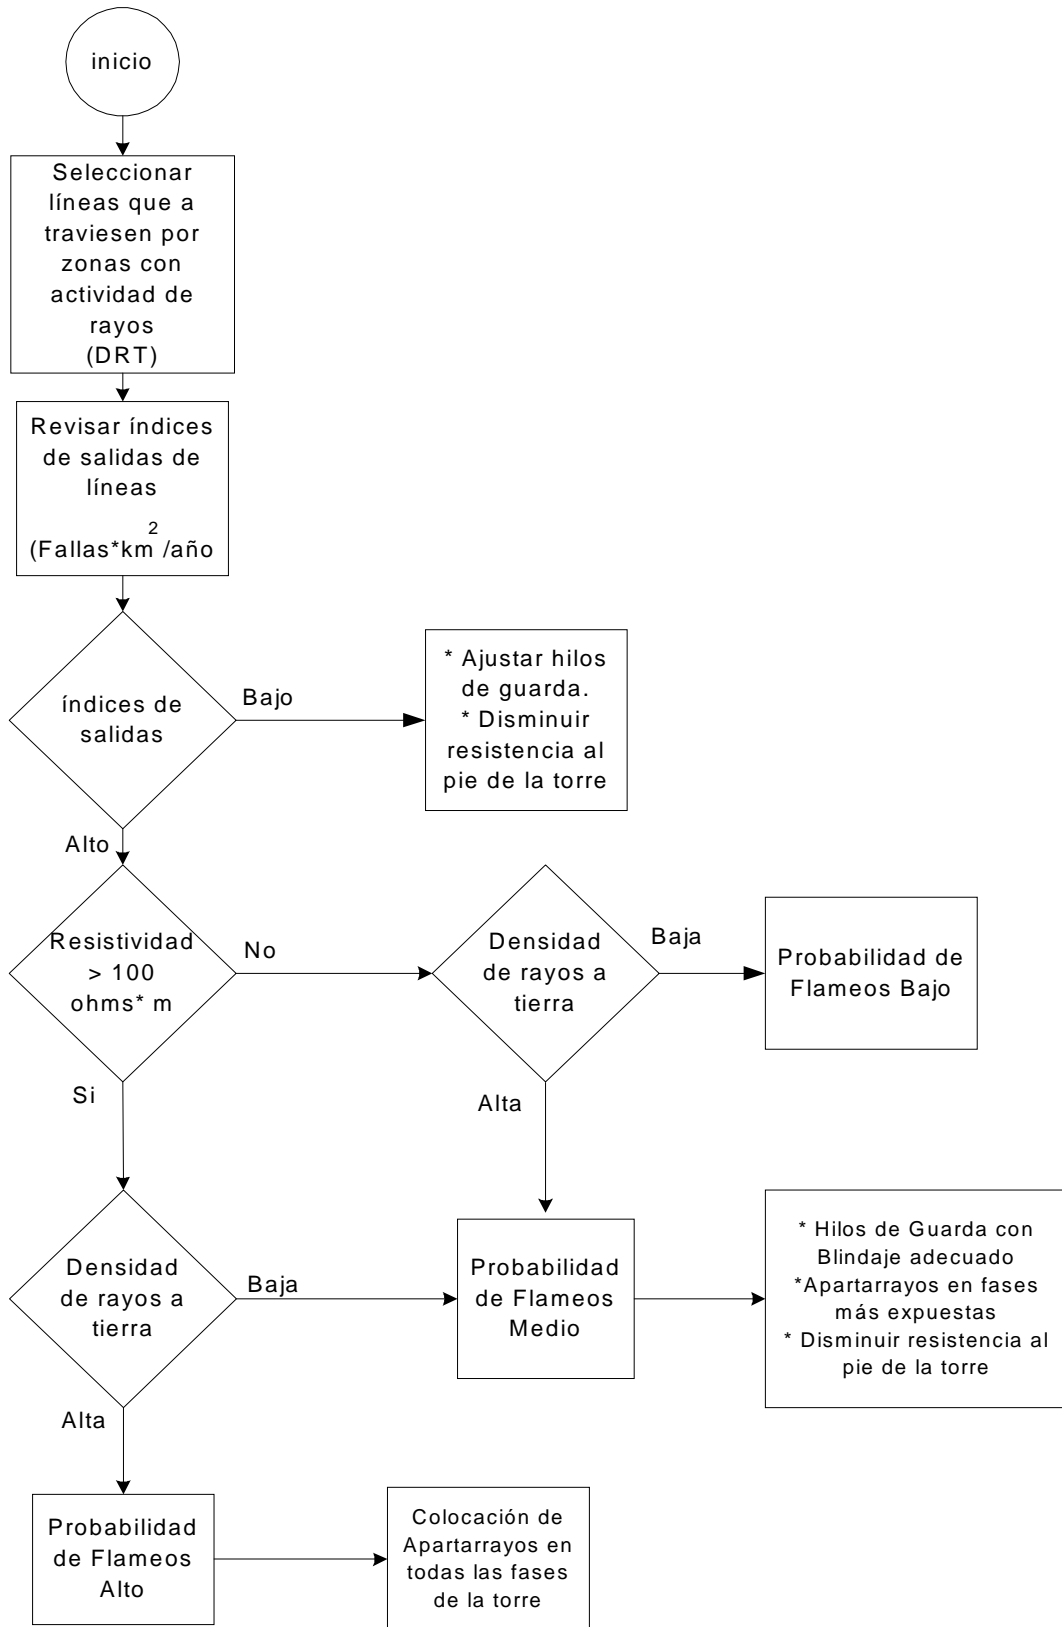 inicio
Seleccionar
líneas que a
traviesen por
zonas con
actividad de
rayos
(DRT)
Revisar índices
de salidas de
líneas
(Fallas*km²/año
índices de
salidas
Bajo
* Ajustar hilos
de guarda.
* Disminuir
resistencia al
pie de la torre
Alto
Resistividad
> 100
ohms* m
No
Densidad
de rayos a
tierra
Baja
Probabilidad de
Flameos Bajo
Si
Alta
Densidad
de rayos a
tierra
Baja
Probabilidad
de Flameos
Medio
* Hilos de Guarda con
Blindaje adecuado
*Apartarrayos en fases
más expuestas
* Disminuir resistencia al
pie de la torre
Alta
Probabilidad
de Flameos
Alto
Colocación de
Apartarrayos en
todas las fases
de la torre